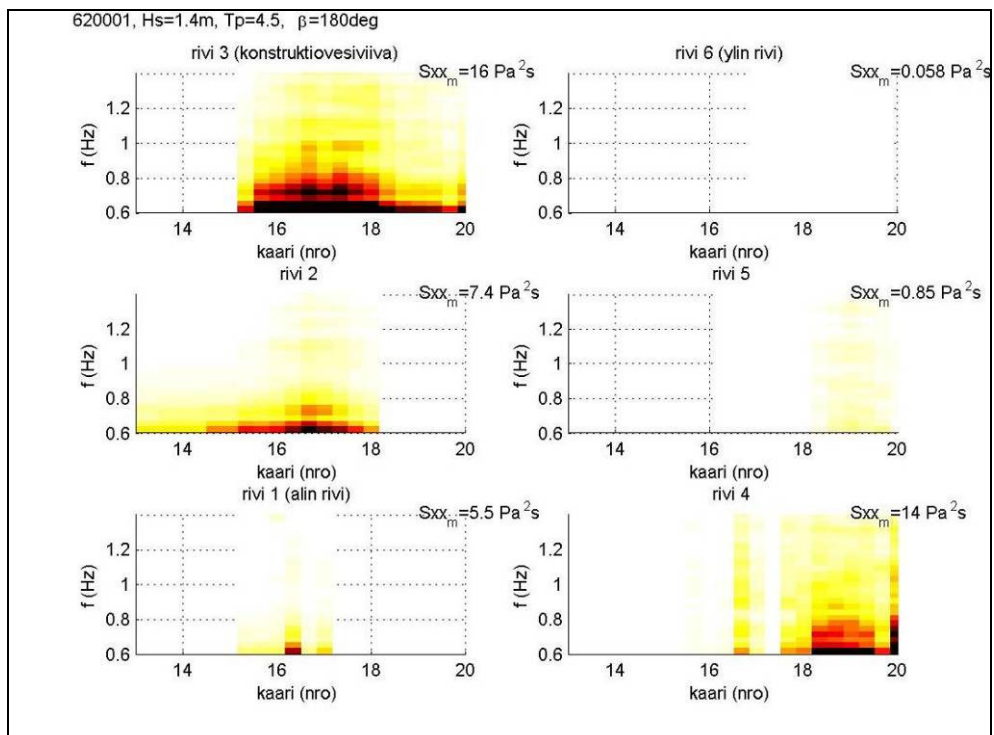 620001, Hs=1.4m, Tp=4.5, β=180deg
rivi 3 (konstruktiovesiviiva)
Sxx_m=16 Pa²s
f (Hz)
1.2
1
0.8
0.6
14 16 18 20
kaari (nro)
rivi 6 (ylin rivi)
Sxx_m=0.058 Pa²s
f (Hz)
1.2
1
0.8
0.6
14 16 18 20
kaari (nro)
rivi 2
Sxx_m=7.4 Pa²s
f (Hz)
1.2
1
0.8
0.6
14 16 18 20
kaari (nro)
rivi 5
Sxx_m=0.85 Pa²s
f (Hz)
1.2
1
0.8
0.6
14 16 18 20
kaari (nro)
rivi 1 (alin rivi)
Sxx_m=5.5 Pa²s
f (Hz)
1.2
1
0.8
0.6
14 16 18 20
kaari (nro)
rivi 4
Sxx_m=14 Pa²s
f (Hz)
1.2
1
0.8
0.6
14 16 18 20
kaari (nro)